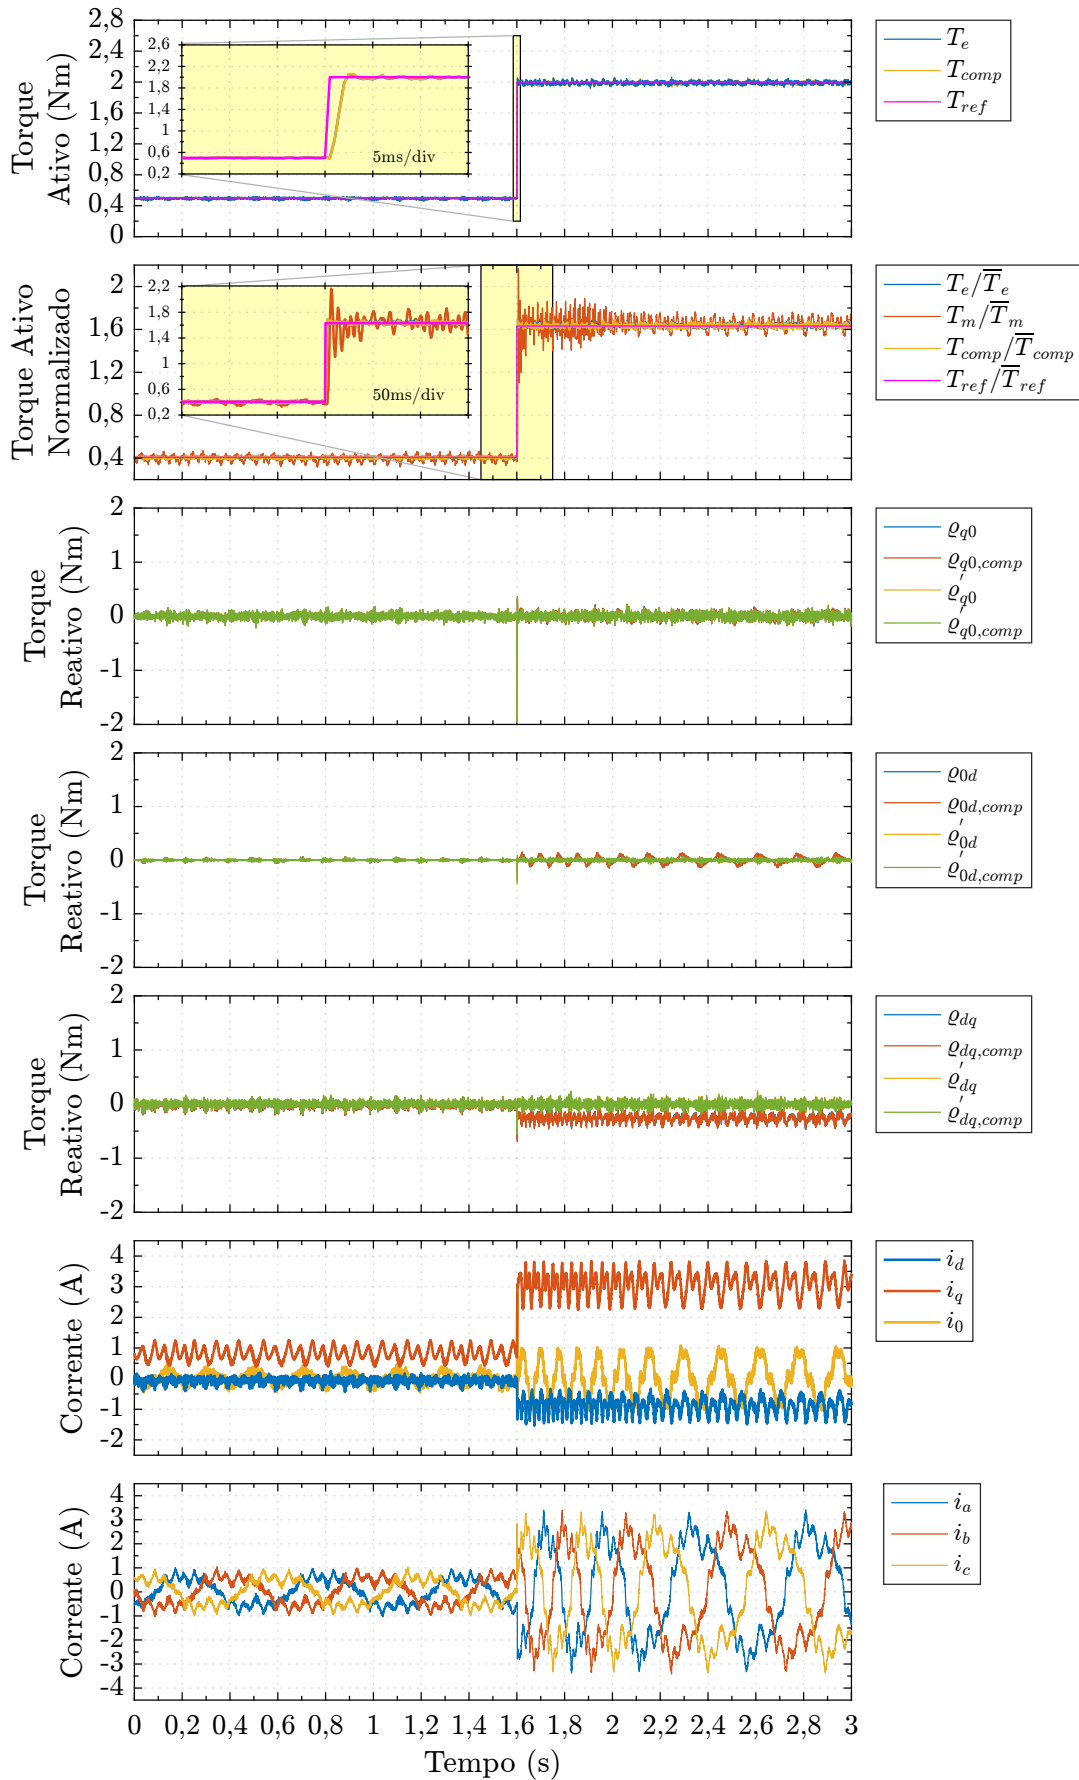 2,8
2,4
2
1,6
1,2
0,8
0,4
0
Torque
Ativo (Nm)
2,6
2,2
1,8
1,4
1
0,6
0,2
5ms/div
T_e
T_comp
T_ref
2
1,6
1,2
0,8
0,4
Torque Ativo
Normalizado
2,2
1,8
1,4
1
0,6
0,2
50ms/div
T_e/T̅_e
T_m/T̅_m
T_comp/T̅_comp
T_ref/T̅_ref
2
1
0
-1
-2
Torque
Reativo (Nm)
ϱ_q0
ϱ_q0,comp
ϱ'_q0
ϱ'_q0,comp
2
1
0
-1
-2
Torque
Reativo (Nm)
ϱ_0d
ϱ_0d,comp
ϱ'_0d
ϱ'_0d,comp
2
1
0
-1
-2
Torque
Reativo (Nm)
ϱ_dq
ϱ_dq,comp
ϱ'_dq
ϱ'_dq,comp
4
3
2
1
0
-1
-2
Corrente (A)
i_d
i_q
i_0
4
3
2
1
0
-1
-2
-3
-4
Corrente (A)
i_a
i_b
i_c
0 0,2 0,4 0,6 0,8 1 1,2 1,4 1,6 1,8 2 2,2 2,4 2,6 2,8 3
Tempo (s)